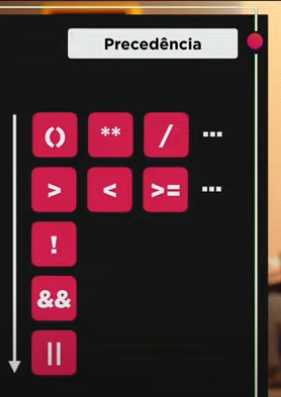 Precedência
() ** / ...
> < >= ...
!
&&
||